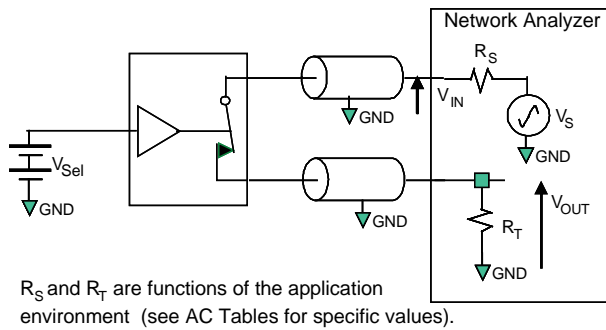 Network Analyzer
R_S
V_IN
V_S
GND
GND
V_Sel
GND
V_OUT
R_T
GND
GND
R_S and R_T are functions of the application
environment (see AC Tables for specific values).